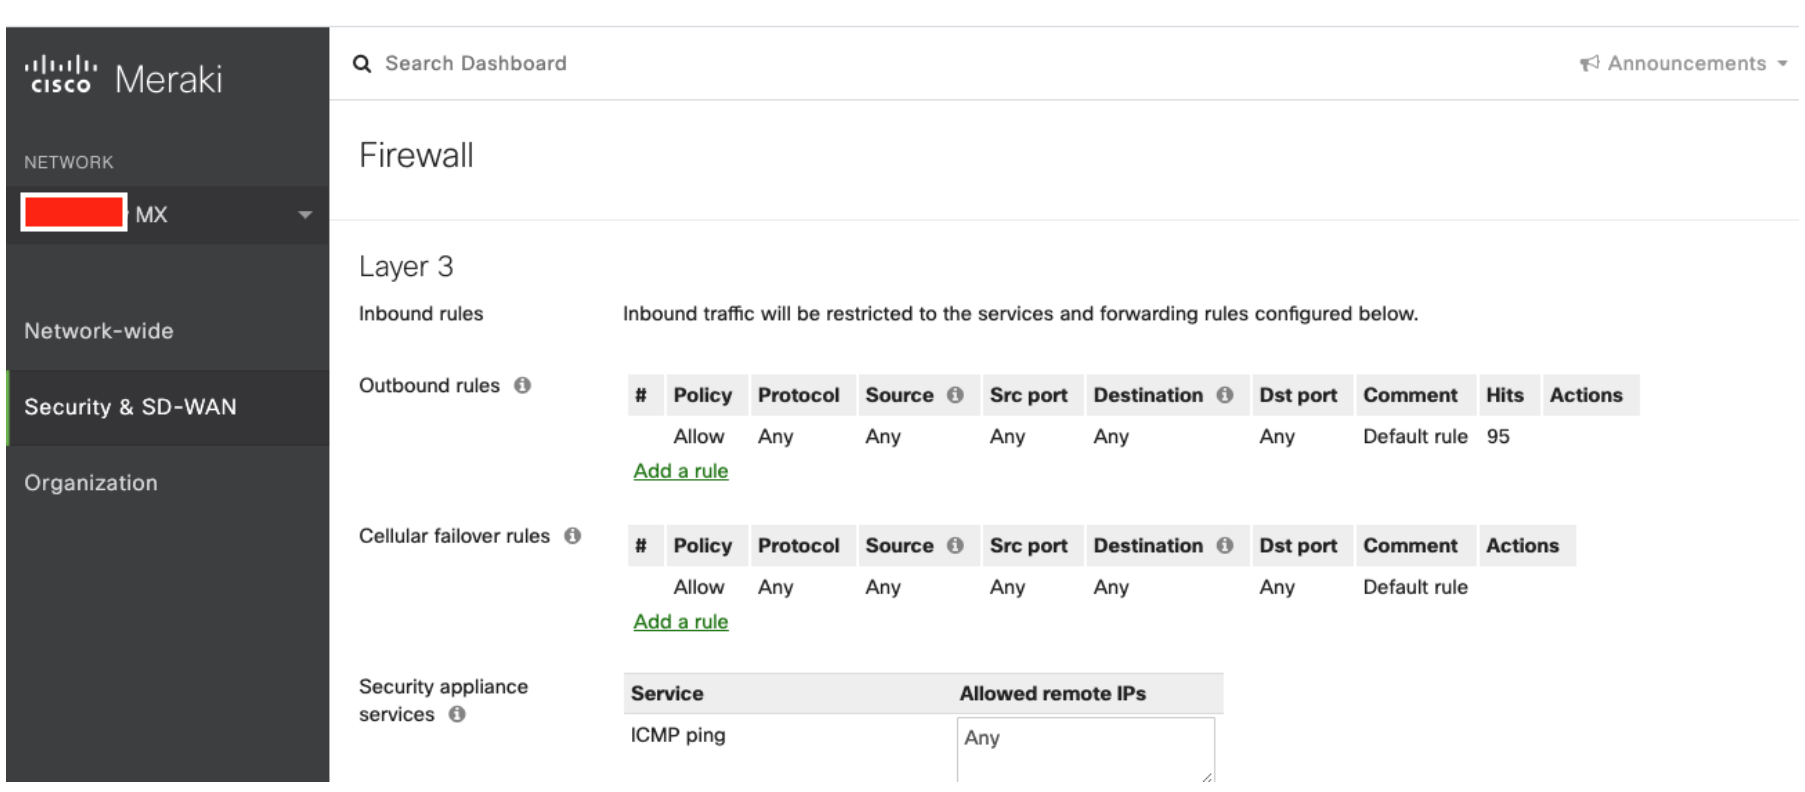 cisco Meraki
Search Dashboard
Announcements
NETWORK
MX
Network-wide
Security & SD-WAN
Organization
Firewall
Layer 3
Inbound rules
Inbound traffic will be restricted to the services and forwarding rules configured below.
Outbound rules
# Policy Protocol Source Src port Destination Dst port Comment Hits Actions
Allow Any Any Any Any Any Default rule 95
Add a rule
Cellular failover rules
# Policy Protocol Source Src port Destination Dst port Comment Actions
Allow Any Any Any Any Any Default rule
Add a rule
Security appliance
services
Service Allowed remote IPs
ICMP ping Any